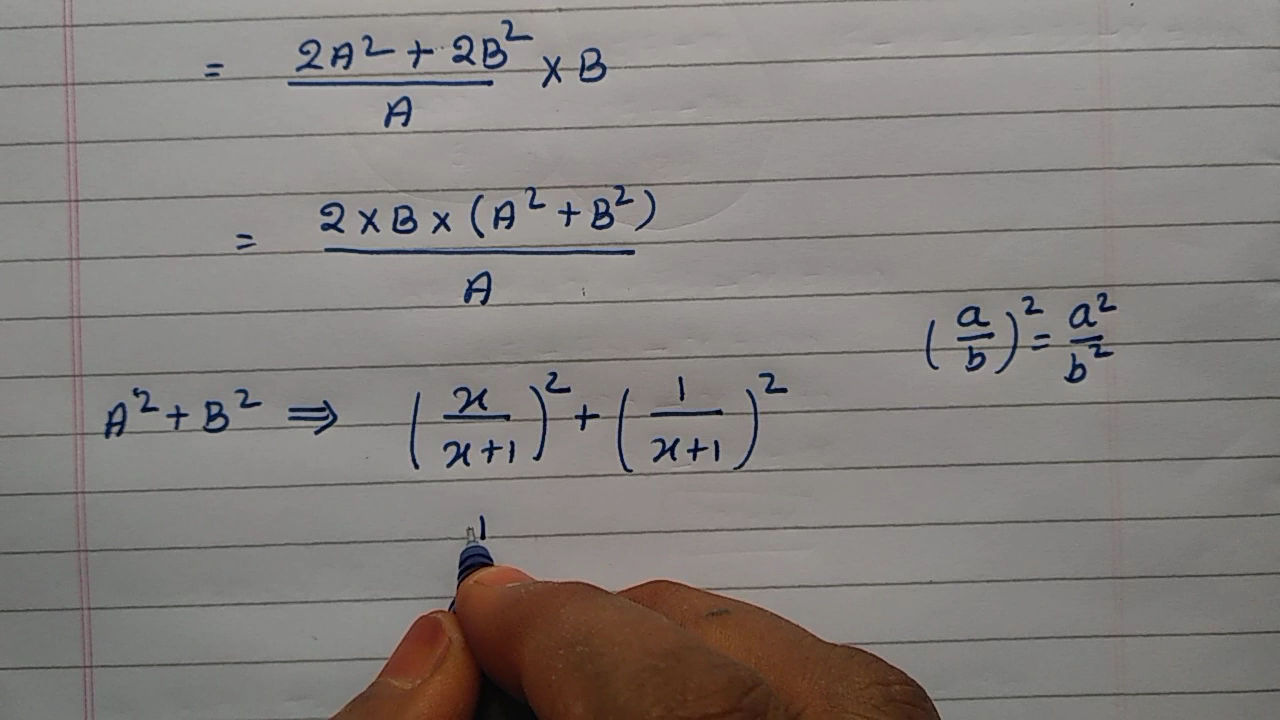 = (2A² + 2B²)/A × B
= (2 × B × (A² + B²))/A
(a/b)² = a²/b²
A² + B² ⇒ (x/(x+1))² + (1/(x+1))²